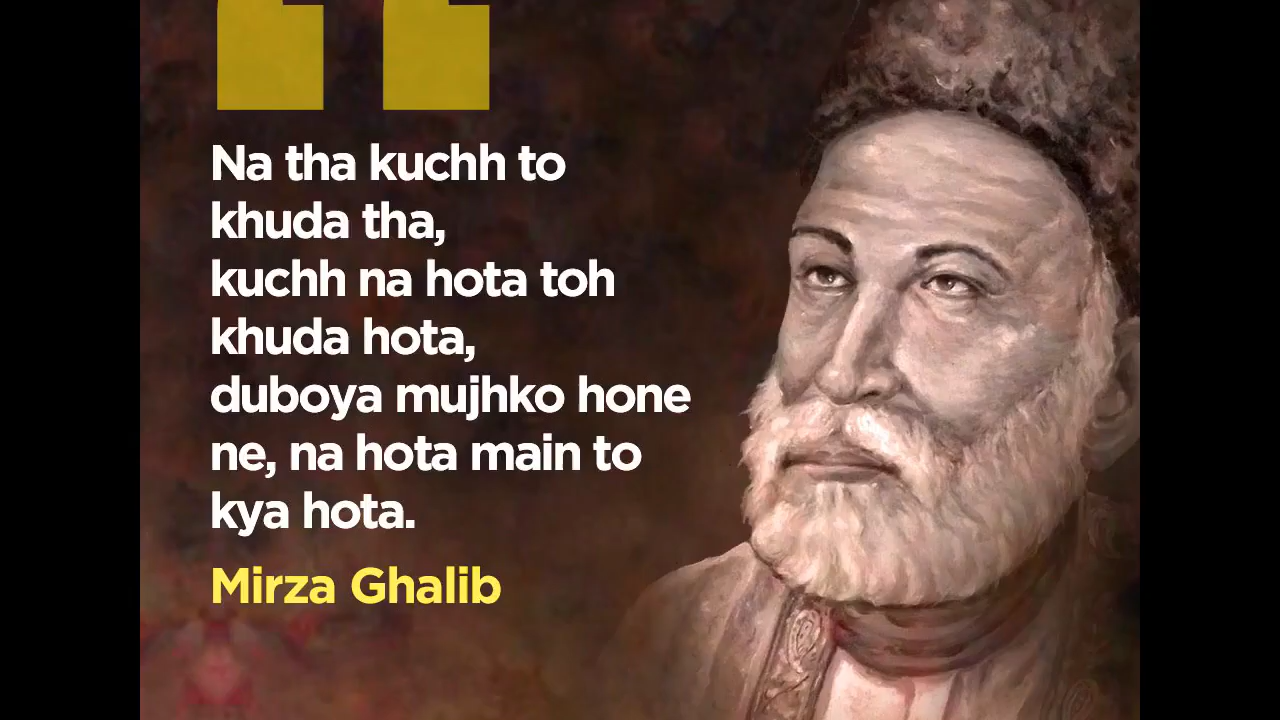 Na tha kuchh to
khuda tha,
kuchh na hota toh
khuda hota,
duboya mujhko hone
ne, na hota main to
kya hota.
Mirza Ghalib